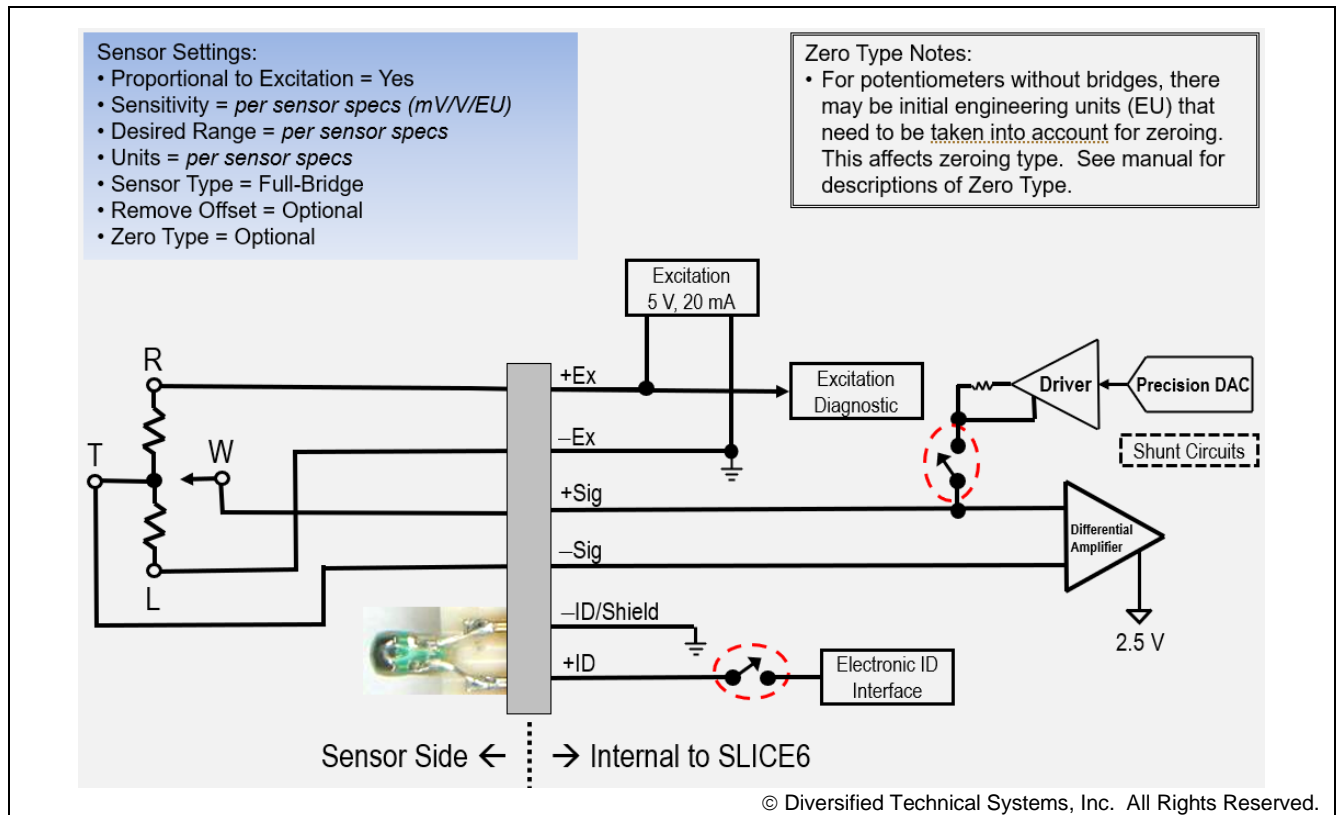 Sensor Settings:
• Proportional to Excitation = Yes
• Sensitivity = per sensor specs (mV/V/EU)
• Desired Range = per sensor specs
• Units = per sensor specs
• Sensor Type = Full-Bridge
• Remove Offset = Optional
• Zero Type = Optional
Zero Type Notes:
• For potentiometers without bridges, there
may be initial engineering units (EU) that
need to be taken into account for zeroing.
This affects zeroing type. See manual for
descriptions of Zero Type.
Excitation
5 V, 20 mA
R
+Ex
Excitation
Diagnostic
Driver
Precision DAC
–Ex
T
W
Shunt Circuits
+Sig
–Sig
Differential
Amplifier
L
–ID/Shield
2.5 V
+ID
Electronic ID
Interface
Sensor Side ←
→ Internal to SLICE6
© Diversified Technical Systems, Inc. All Rights Reserved.